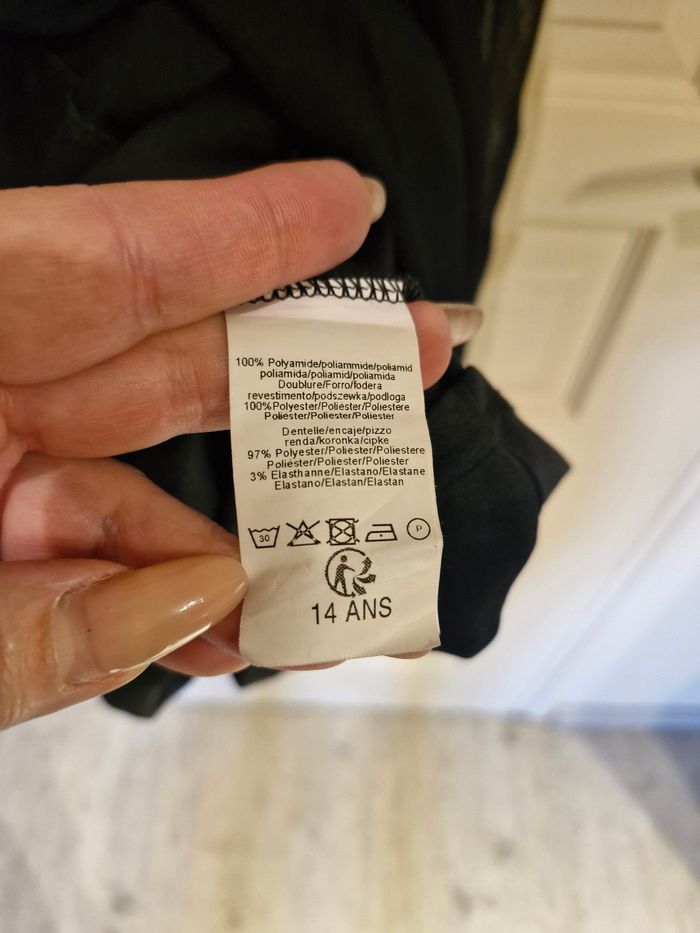 100% Polyamide/poliammide/poliamid
poliamida/poliamid/poliamida
Doublure/Forro/fodera
revestimento/podszewka/podloga
100%Polyester/Poliester/Poliestere
Poliester/Poliester/Poliester
Dentelle/encaje/pizzo
renda/koronka/cipke
97% Polyester/Poliester/Poliestere
Poliéster/Poliester/Poliester
3% Elasthanne/Elastano/Elastane
Elastano/Elastan/Elastan
30 P
14 ANS